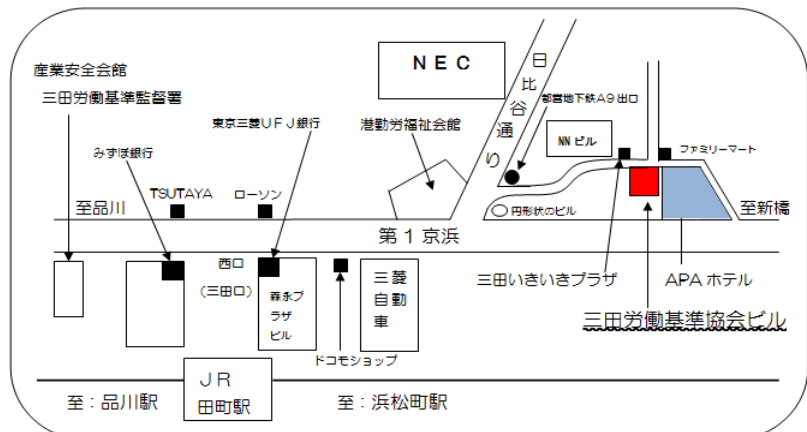 ＮＥＣ
日比谷通り
産業安全会館
三田労働基準監督署
東京三菱ＵＦＪ銀行
港勤労福祉会館
都営地下鉄A９出口
みずほ銀行
NNビル
ファミリーマート
TSUTAYA
ローソン
至品川
円形状のビル
至新橋
第１京浜
西口
（三田口）
森永プ
ラザ
ビル
三菱
自動
車
三田いきいきプラザ
APAホテル
三田労働基準協会ビル
ドコモショップ
ＪＲ
田町駅
至：品川駅
至：浜松町駅